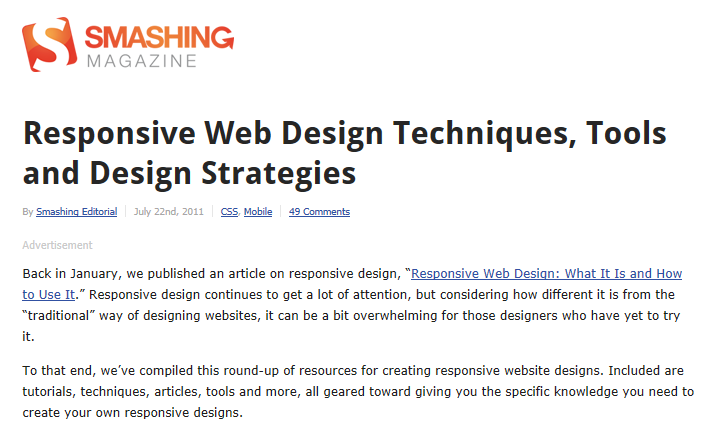 SMASHING
MAGAZINE
Responsive Web Design Techniques, Tools
and Design Strategies
By Smashing Editorial July 22nd, 2011 CSS, Mobile 49 Comments
Advertisement
Back in January, we published an article on responsive design, “Responsive Web Design: What It Is and How
to Use It.” Responsive design continues to get a lot of attention, but considering how different it is from the
“traditional” way of designing websites, it can be a bit overwhelming for those designers who have yet to try
it.
To that end, we’ve compiled this round-up of resources for creating responsive website designs. Included are
tutorials, techniques, articles, tools and more, all geared toward giving you the specific knowledge you need to
create your own responsive designs.